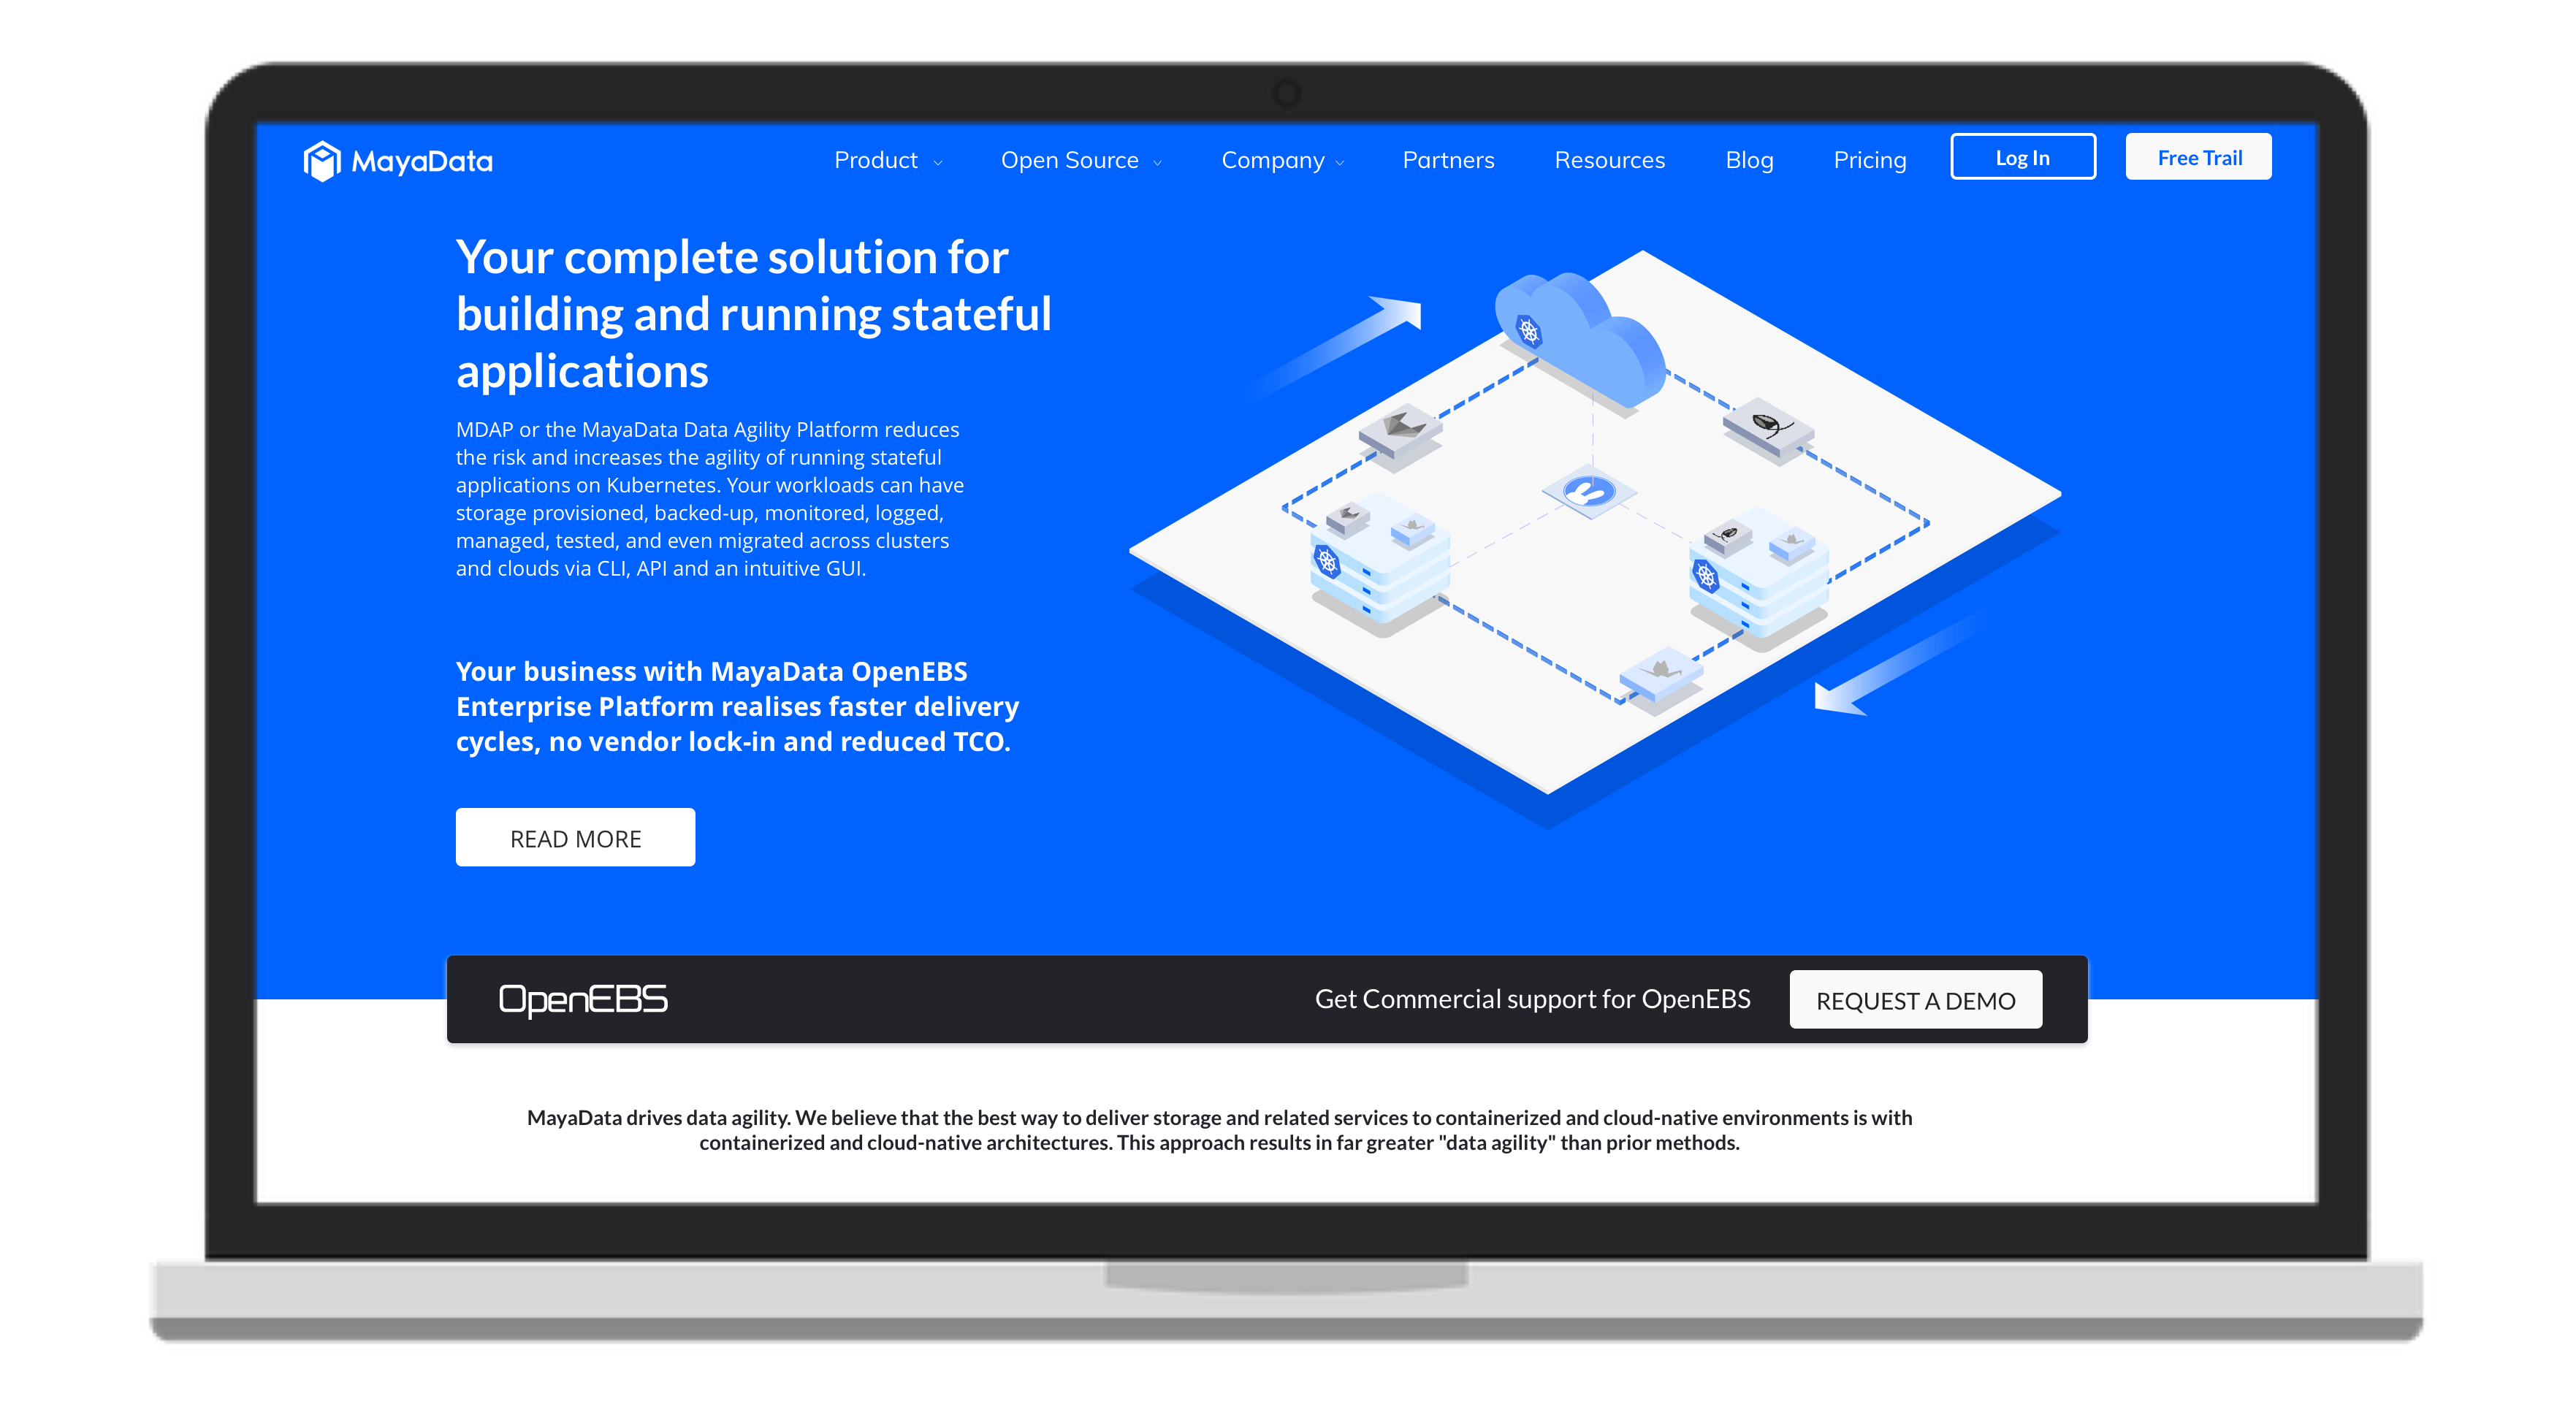 MayaData
Product
Open Source
Company
Partners
Resources
Blog
Pricing
Log In
Free Trail
Your complete solution for
building and running stateful
applications
MDAP or the MayaData Data Agility Platform reduces
the risk and increases the agility of running stateful
applications on Kubernetes. Your workloads can have
storage provisioned, backed-up, monitored, logged,
managed, tested, and even migrated across clusters
and clouds via CLI, API and an intuitive GUI.
Your business with MayaData OpenEBS
Enterprise Platform realises faster delivery
cycles, no vendor lock-in and reduced TCO.
READ MORE
OpenEBS
Get Commercial support for OpenEBS
REQUEST A DEMO
MayaData drives data agility. We believe that the best way to deliver storage and related services to containerized and cloud-native environments is with
containerized and cloud-native architectures. This approach results in far greater "data agility" than prior methods.